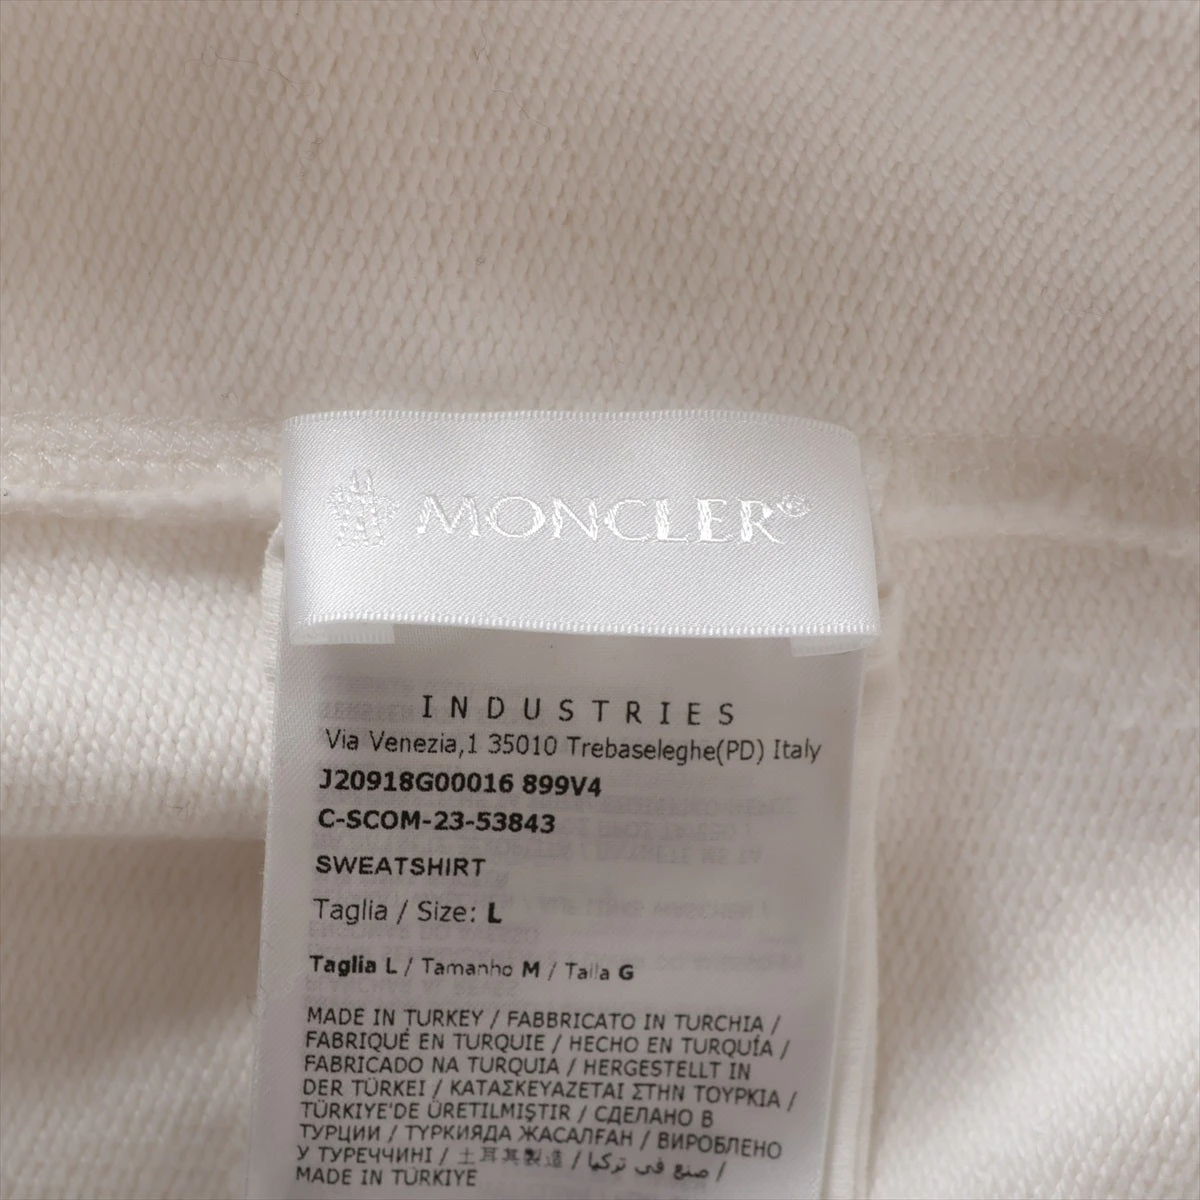 MONCLER®
INDUSTRIES
Via Venezia,1 35010 Trebaseleghe(PD) Italy
J20918G00016 899V4
C-SCOM-23-53843
SWEATSHIRT
Taglia / Size: L
Taglia L / Tamanho M / Talla G
MADE IN TURKEY / FABBRICATO IN TURCHIA /
FABRIQUÉ EN TURQUIE / HECHO EN TURQUÍA /
FABRICADO NA TURQUIA / HERGESTELLT IN
DER TÜRKEI / ΚΑΤΑΣΚΕΥΑΖΕΤΑΙ ΣΤΗΝ ΤΟΥΡΚΙΑ /
TÜRKIYE'DE ÜRETILMIŞTIR / СДЕЛАНО В
ТУРЦИИ / ТҮРКИЯДА ЖАСАЛҒАН / ВИРОБЛЕНО
У ТУРЕЧЧИНІ / 土耳其製造 / صنع في تركيا /
MADE IN TÜRKIYE